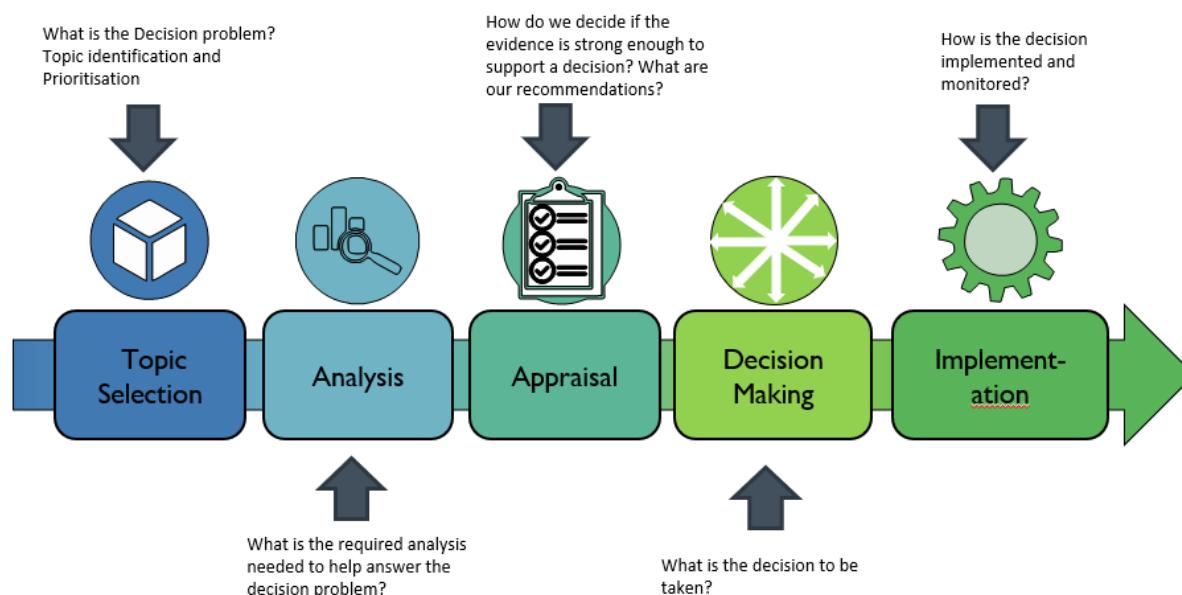 What is the Decision problem?
Topic identification and
Prioritisation
How do we decide if the
evidence is strong enough to
support a decision? What are
our recommendations?
How is the decision
implemented and
monitored?
Topic
Selection
Analysis
Appraisal
Decision
Making
Implement-
ation
What is the required analysis
needed to help answer the
decision problem?
What is the decision to be
taken?